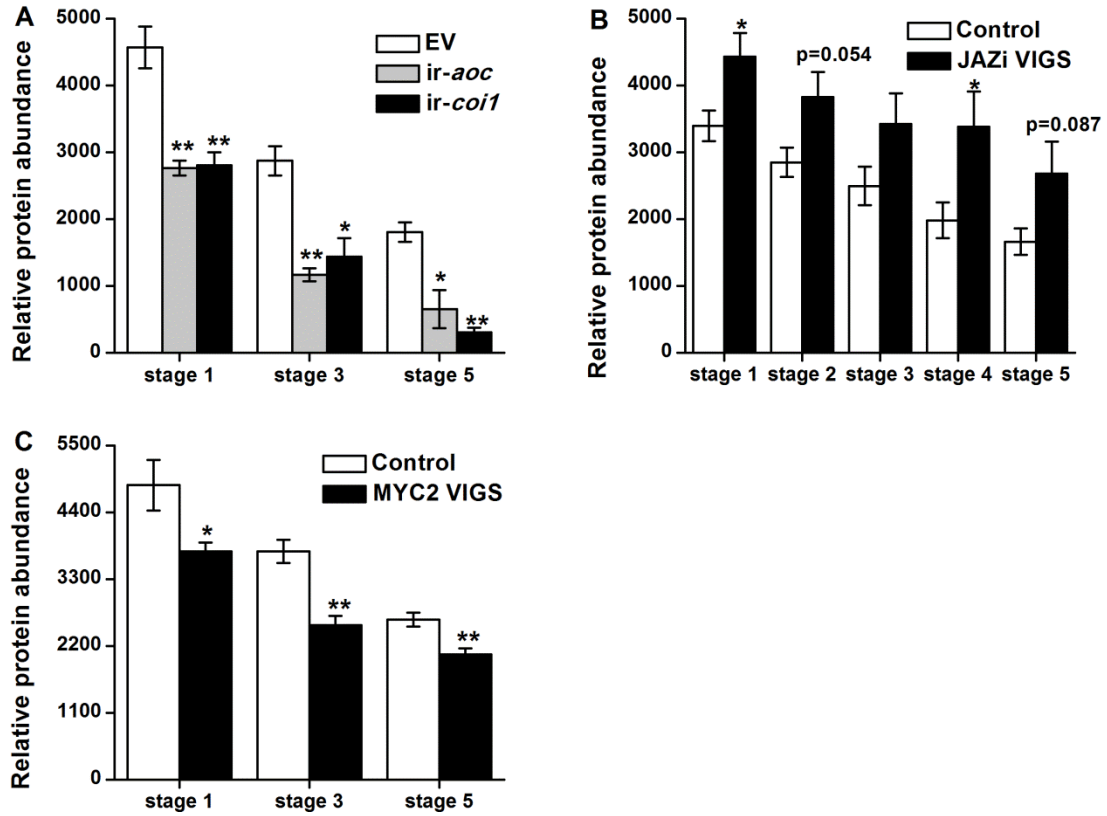 A
Relative protein abundance
5000
4000
3000
2000
1000
0
EV
ir-aoc
ir-coi1
** **
** *
* **
stage 1 stage 3 stage 5
B
Relative protein abundance
5000
4000
3000
2000
1000
0
Control
JAZi VIGS
*
p=0.054
*
p=0.087
stage 1 stage 2 stage 3 stage 4 stage 5
C
Relative protein abundance
5500
4400
3300
2200
1100
0
Control
MYC2 VIGS
*
**
**
stage 1 stage 3 stage 5